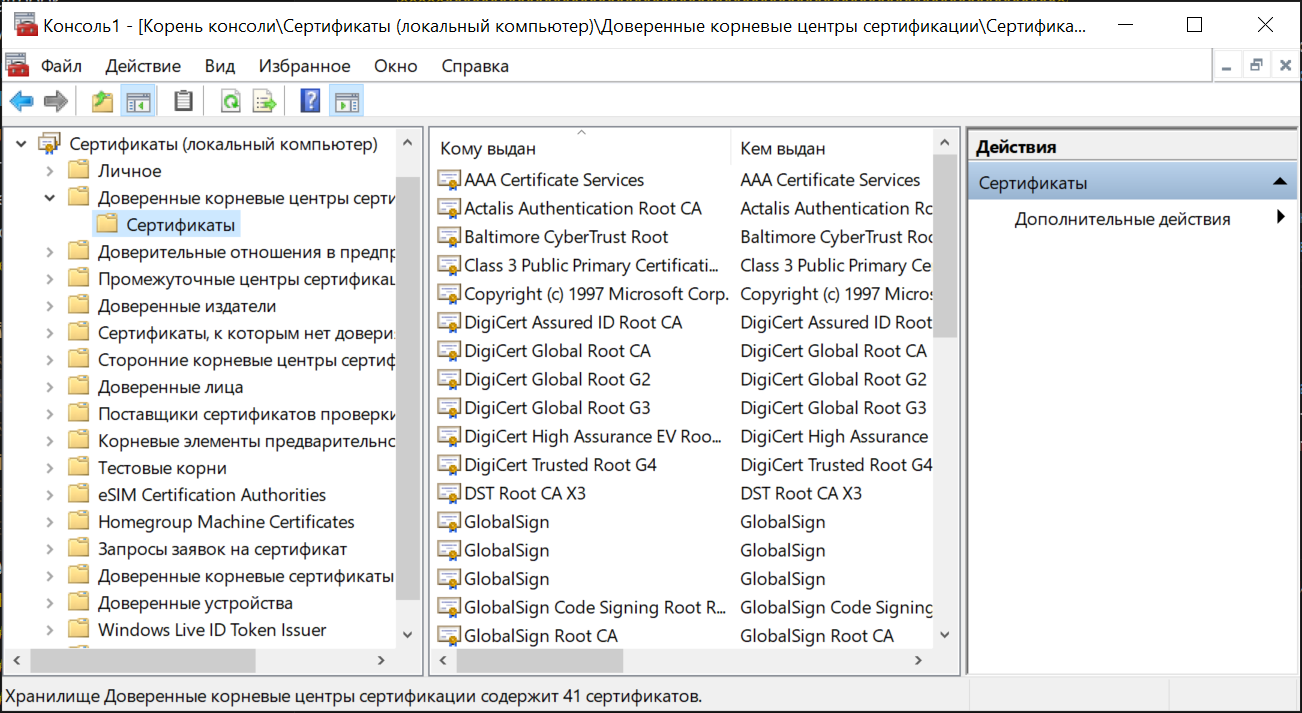 Консоль1 - [Корень консоли\Сертификаты (локальный компьютер)\Доверенные корневые центры сертификации\Сертифика...
Файл Действие Вид Избранное Окно Справка
Сертификаты (локальный компьютер)
Личное
Доверенные корневые центры серти
Сертификаты
Доверительные отношения в предпр
Промежуточные центры сертификац
Доверенные издатели
Сертификаты, к которым нет довери
Сторонние корневые центры сертиф
Доверенные лица
Поставщики сертификатов проверки
Корневые элементы предварительно
Тестовые корни
eSIM Certification Authorities
Homegroup Machine Certificates
Запросы заявок на сертификат
Доверенные корневые сертификаты
Доверенные устройства
Windows Live ID Token Issuer
Кому выдан Кем выдан
AAA Certificate Services AAA Certificate Services
Actalis Authentication Root CA Actalis Authentication Rc
Baltimore CyberTrust Root Baltimore CyberTrust Roc
Class 3 Public Primary Certificati... Class 3 Public Primary Ce
Copyright (c) 1997 Microsoft Corp. Copyright (c) 1997 Micros
DigiCert Assured ID Root CA DigiCert Assured ID Root
DigiCert Global Root CA DigiCert Global Root CA
DigiCert Global Root G2 DigiCert Global Root G2
DigiCert Global Root G3 DigiCert Global Root G3
DigiCert High Assurance EV Roo... DigiCert High Assurance
DigiCert Trusted Root G4 DigiCert Trusted Root G4
DST Root CA X3 DST Root CA X3
GlobalSign GlobalSign
GlobalSign GlobalSign
GlobalSign GlobalSign
GlobalSign Code Signing Root R... GlobalSign Code Signing
GlobalSign Root CA GlobalSign Root CA
Действия
Сертификаты
Дополнительные действия
Хранилище Доверенные корневые центры сертификации содержит 41 сертификатов.